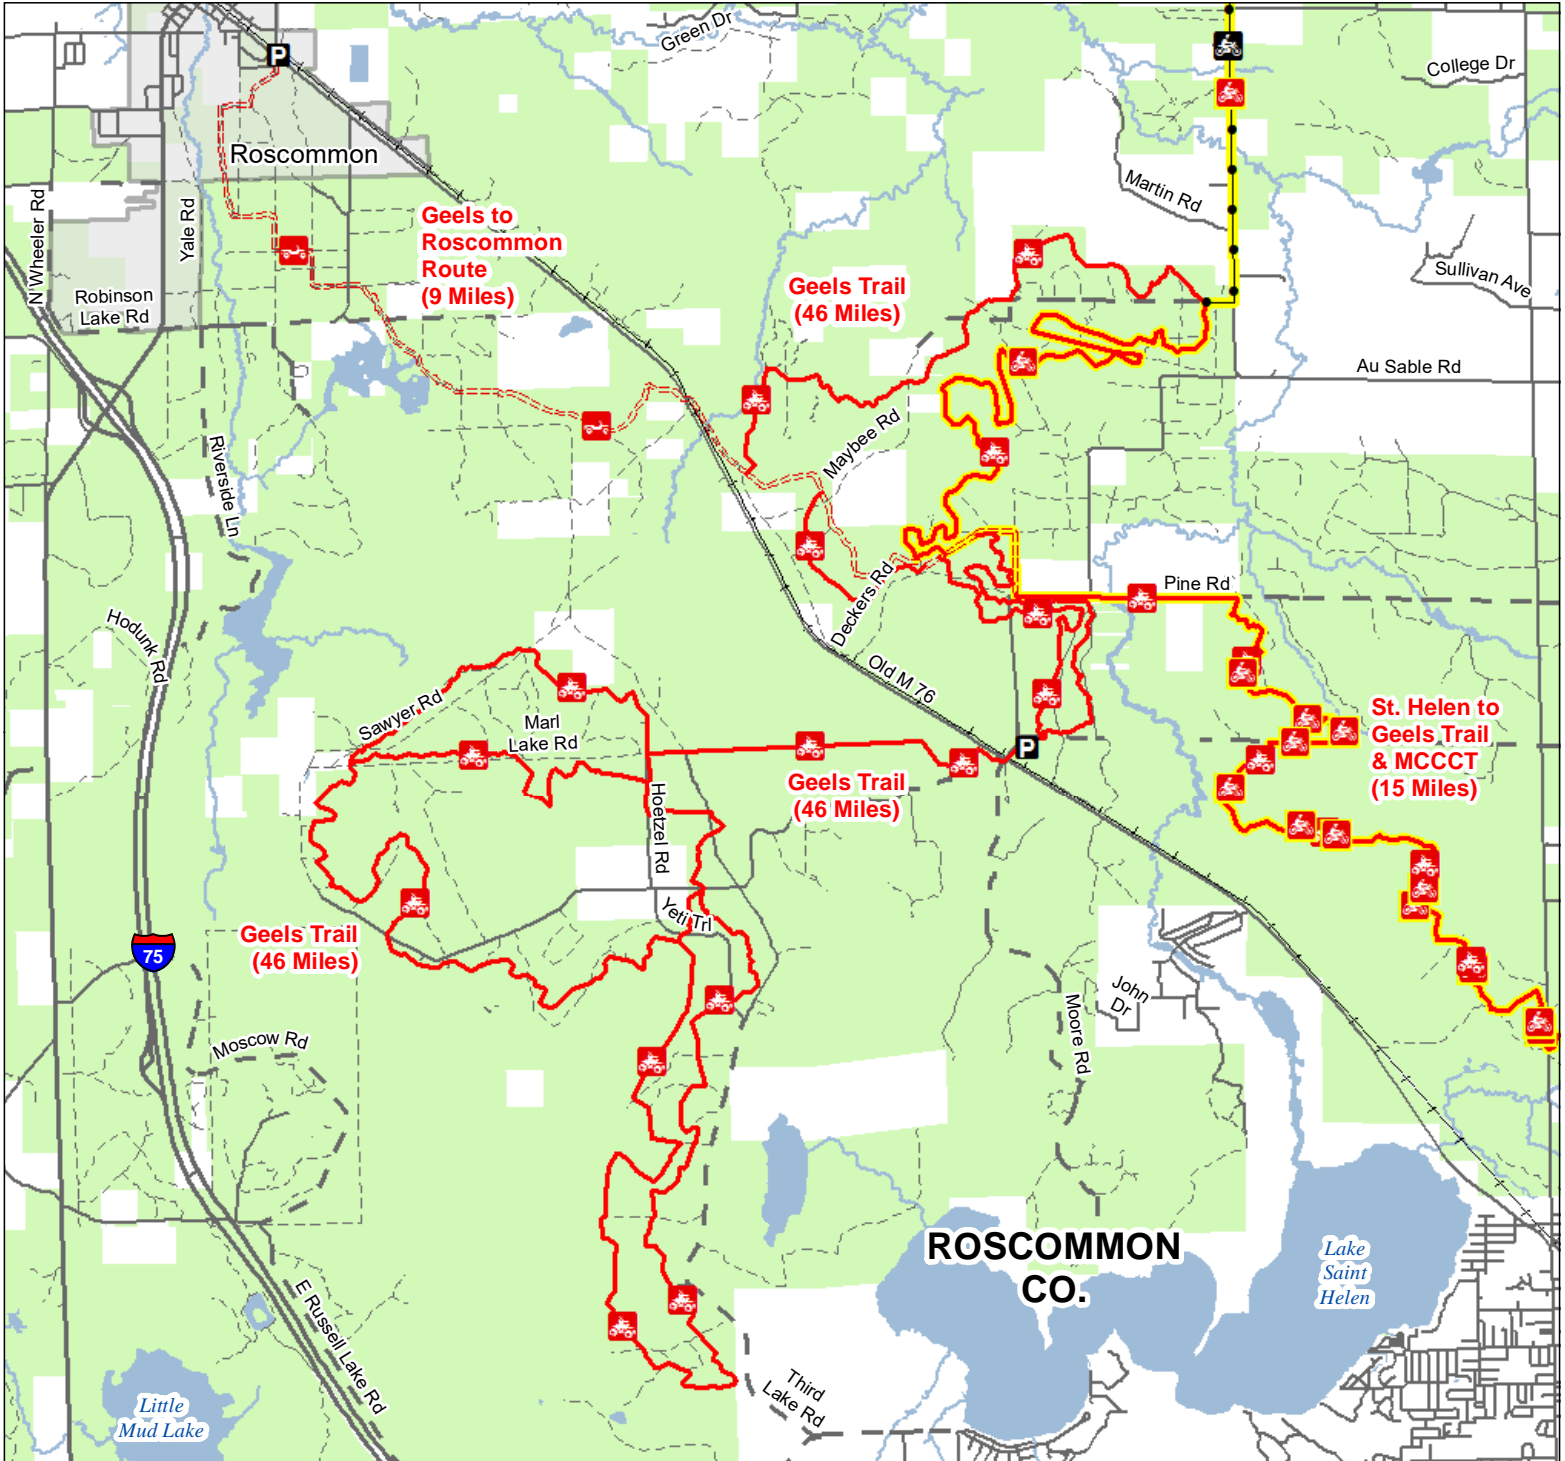 Green Dr
College Dr
P
Roscommon
Martin Rd
N Wheeler Rd
Yale Rd
Geels to
Roscommon
Route
(9 Miles)
Sullivan Ave
Robinson
Lake Rd
Geels Trail
(46 Miles)
Au Sable Rd
Maybee Rd
Riverside Ln
Pine Rd
Deckers Rd
Hodunk Rd
Old M 76
Sawyer Rd
Marl
Lake Rd
St. Helen to
Geels Trail
& MCCCT
(15 Miles)
P
Geels Trail
(46 Miles)
Hoetzel Rd
Yeti Trl
Geels Trail
(46 Miles)
75
John
Dr
Moore Rd
Moscow Rd
ROSCOMMON
CO.
Lake
Saint
Helen
E Russell Lake Rd
Third
Lake Rd
Little
Mud Lake